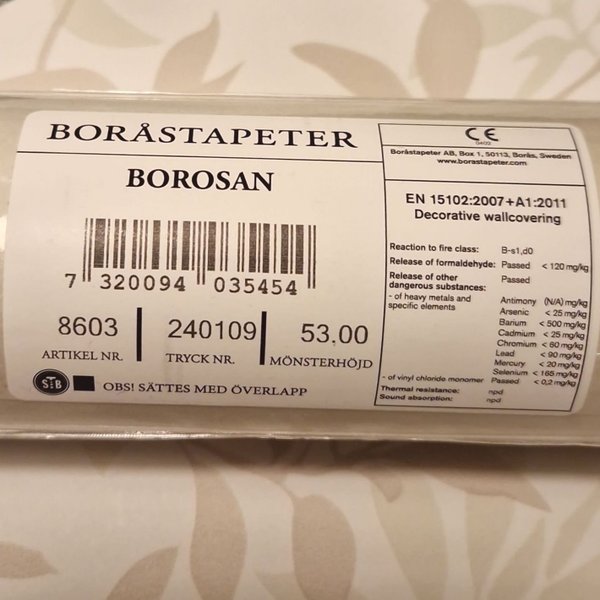 BORÅSTAPETER
BOROSAN
7 320094 035454
8603 240109 53.00
ARTIKEL NR. TRYCK NR. MÖNSTERHÖJD
STB OBS! SÄTTES MED ÖVERLAPP
CE
0402
Boråstapeter AB, Box 1, 50113, Borås, Sweden
www.borastapeter.com
EN 15102:2007+A1:2011
Decorative wallcovering
Reaction to fire class: B-s1,d0
Release of formaldehyde: Passed < 120 mg/kg
Release of other Passed
dangerous substances:
- of heavy metals and Antimony (N/A) mg/kg
specific elements Arsenic < 25 mg/kg
Barium < 500 mg/kg
Cadmium < 25 mg/kg
Chromium < 60 mg/kg
Lead < 90 mg/kg
Mercury < 20 mg/kg
Selenium < 165 mg/kg
- of vinyl chloride monomer Passed < 0,2 mg/kg
Thermal resistance: npd
Sound absorption: npd